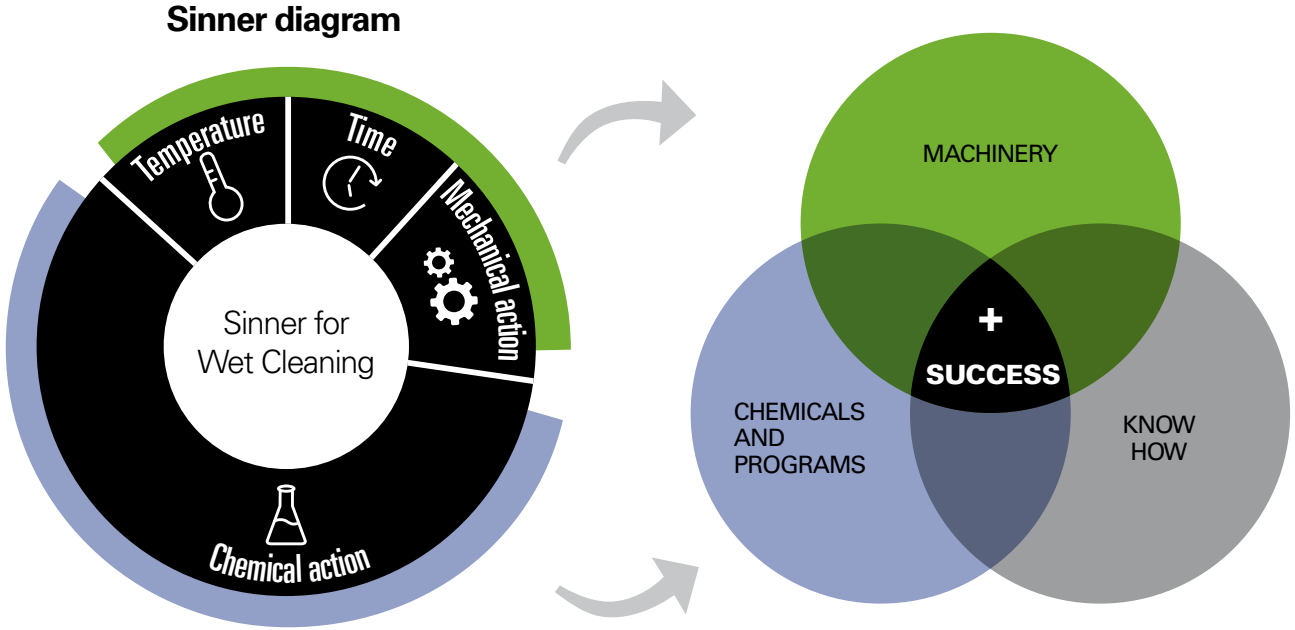 Sinner diagram
Temperature
Time
Mechanical action
Sinner for
Wet Cleaning
Chemical action
MACHINERY
+
SUCCESS
CHEMICALS
AND
PROGRAMS
KNOW
HOW